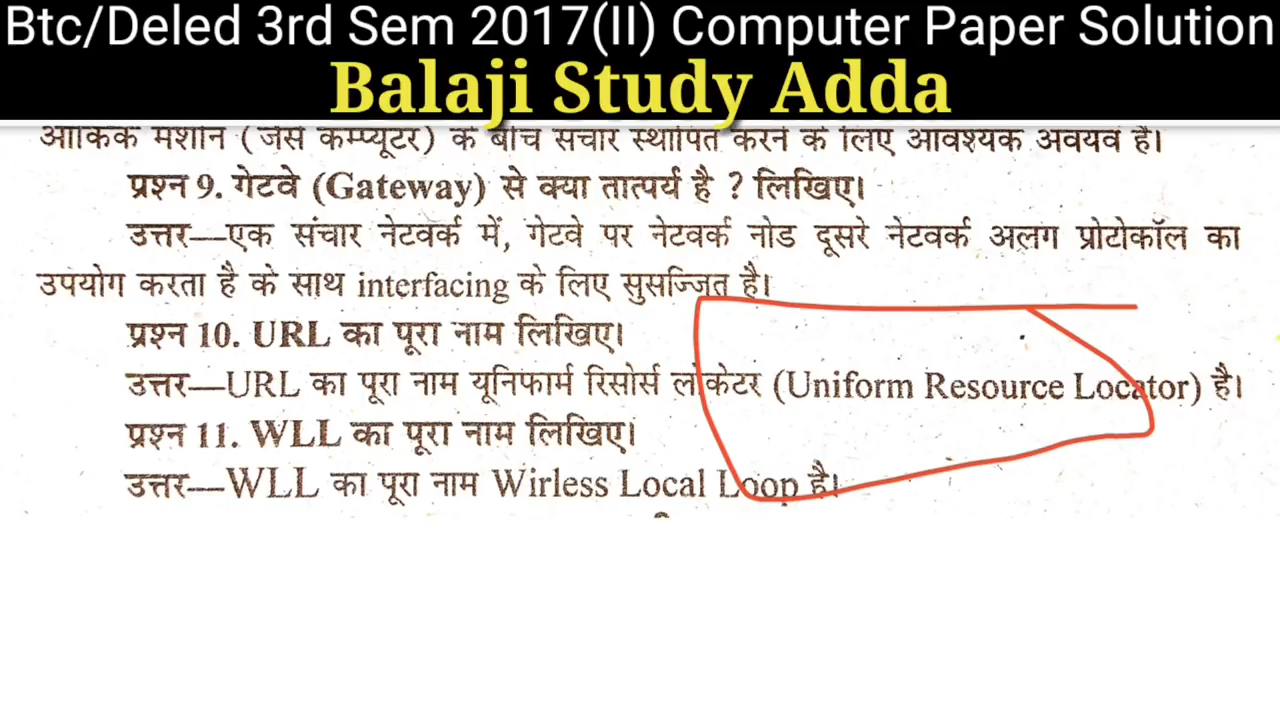 Btc/Deled 3rd Sem 2017(II) Computer Paper Solution
Balaji Study Adda
आंकिक मशीन (जैसे कम्प्यूटर) के बीच संचार स्थापित करने के लिए आवश्यक अवयव है।
प्रश्न 9. गेटवे (Gateway) से क्या तात्पर्य है ? लिखिए।
उत्तर—एक संचार नेटवर्क में, गेटवे पर नेटवर्क नोड दूसरे नेटवर्क अलग प्रोटोकॉल का
उपयोग करता है के साथ interfacing के लिए सुसज्जित है।
प्रश्न 10. URL का पूरा नाम लिखिए।
उत्तर—URL का पूरा नाम यूनिफार्म रिसोर्स लोकेटर (Uniform Resource Locator) है।
प्रश्न 11. WLL का पूरा नाम लिखिए।
उत्तर—WLL का पूरा नाम Wirless Local Loop है।